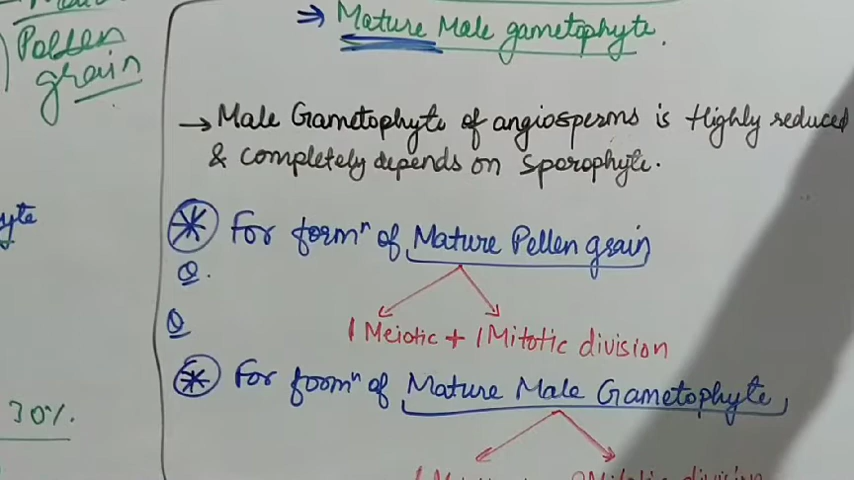 Pollen
grain
yte
30%.
⇒ Mature Male gametophyte.
→ Male Gametophyte of angiosperms is Highly reduced
& completely depends on Sporophyte.
* For formⁿ of Mature Pollen grain
Q.
Q
1 Meiotic + 1 Mitotic division
* For formⁿ of Mature Male Gametophyte,